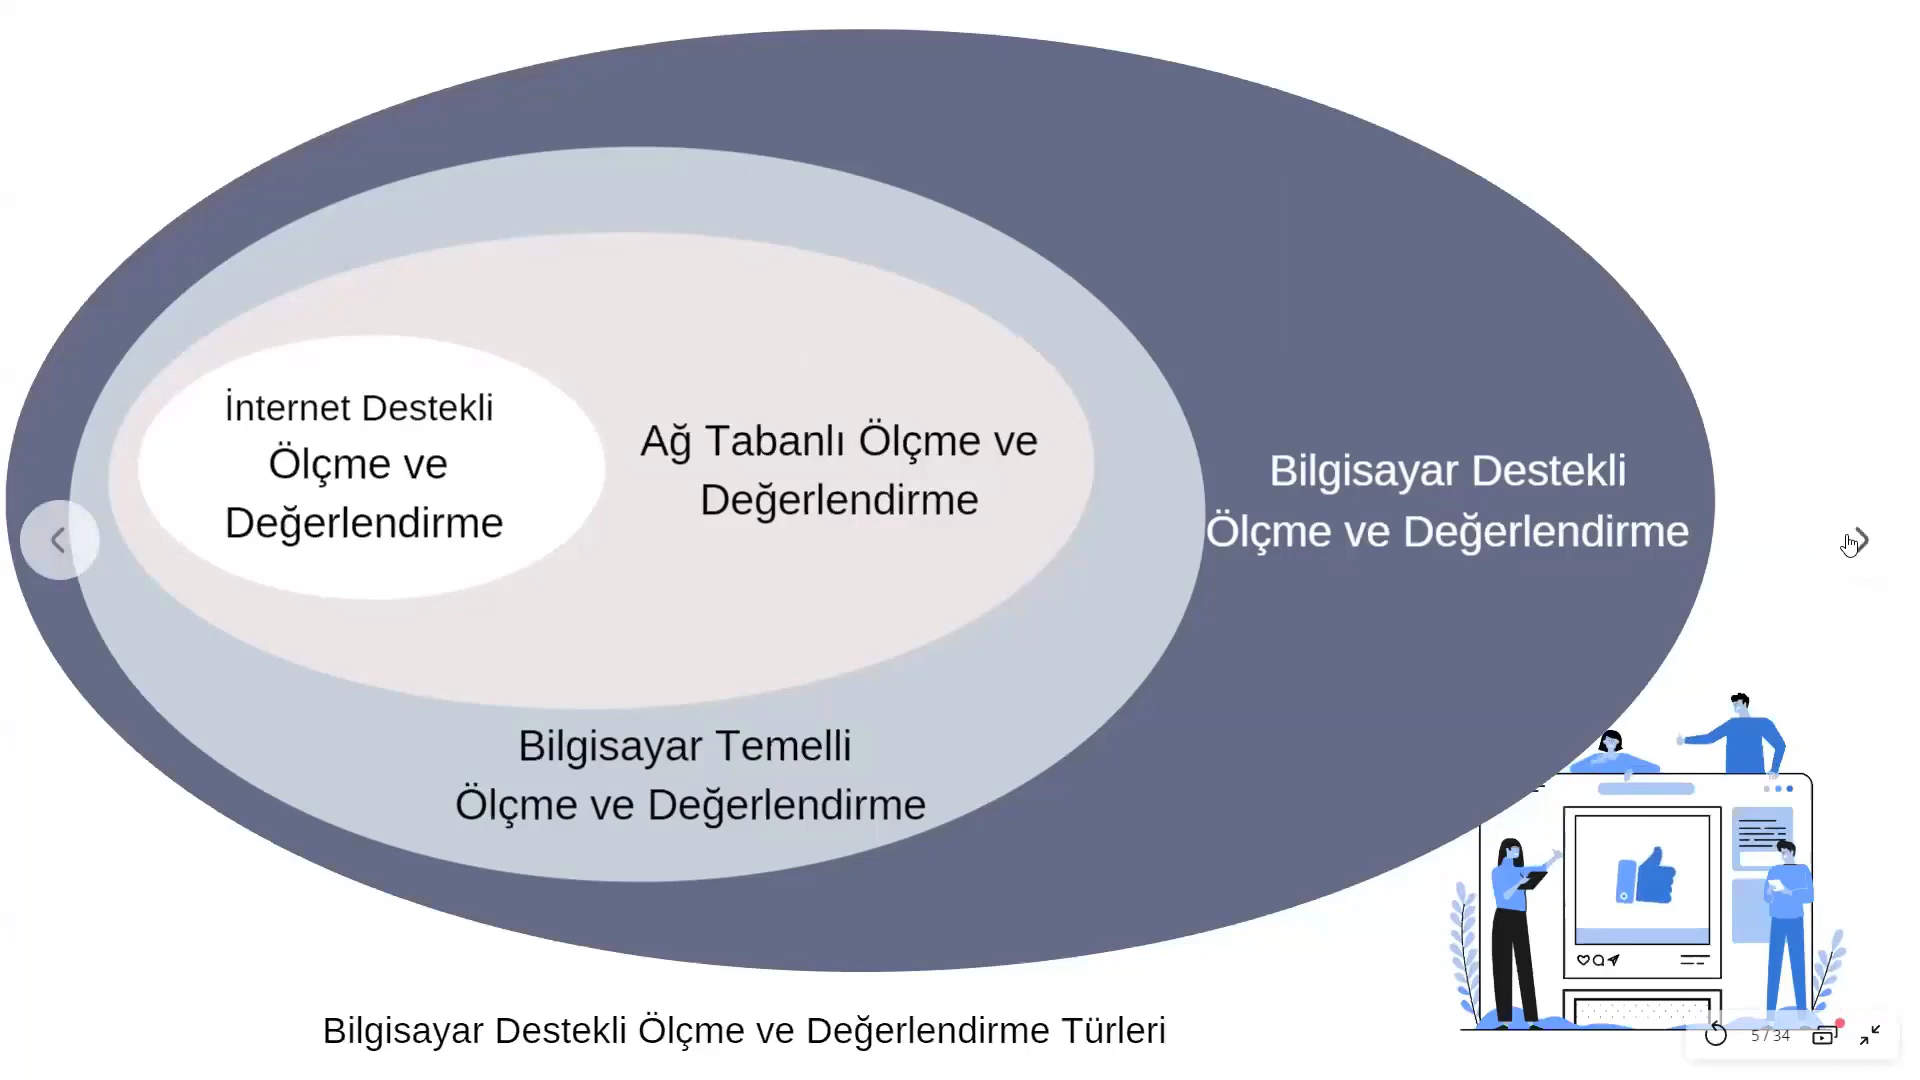 İnternet Destekli
Ölçme ve
Değerlendirme
Ağ Tabanlı Ölçme ve
Değerlendirme
Bilgisayar Destekli
Ölçme ve Değerlendirme
Bilgisayar Temelli
Ölçme ve Değerlendirme
Bilgisayar Destekli Ölçme ve Değerlendirme Türleri
5 / 34